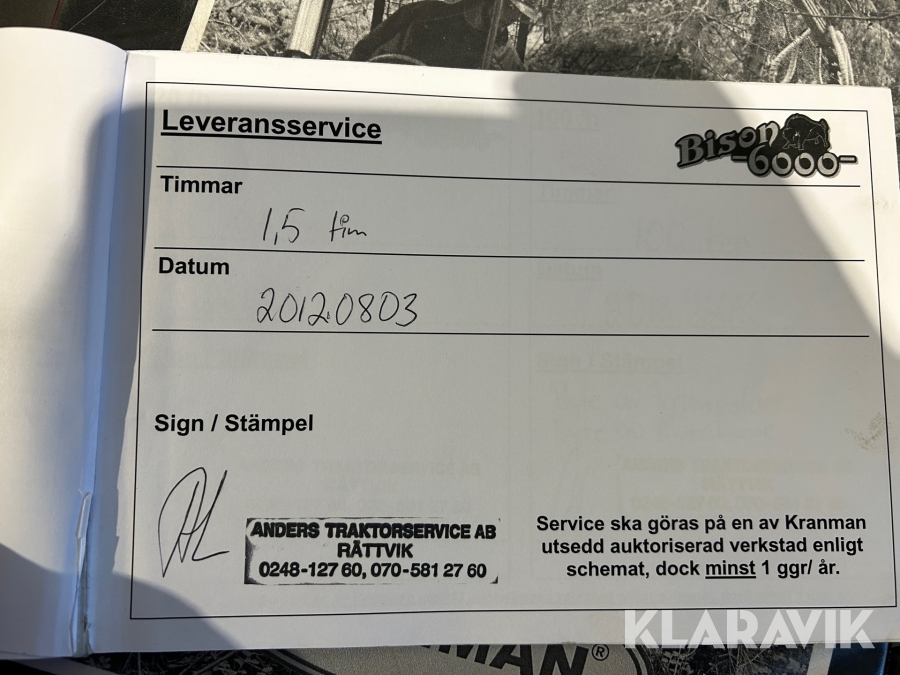 Leveransservice
Bison
6000
Timmar
1,5 tim
Datum
20120803
Sign / Stämpel
AL
ANDERS TRAKTORSERVICE AB
RÄTTVIK
0248-127 60, 070-581 27 60
Service ska göras på en av Kranman
utsedd auktoriserad verkstad enligt
schemat, dock minst 1 ggr/ år.
KLARAVIK
MAN®